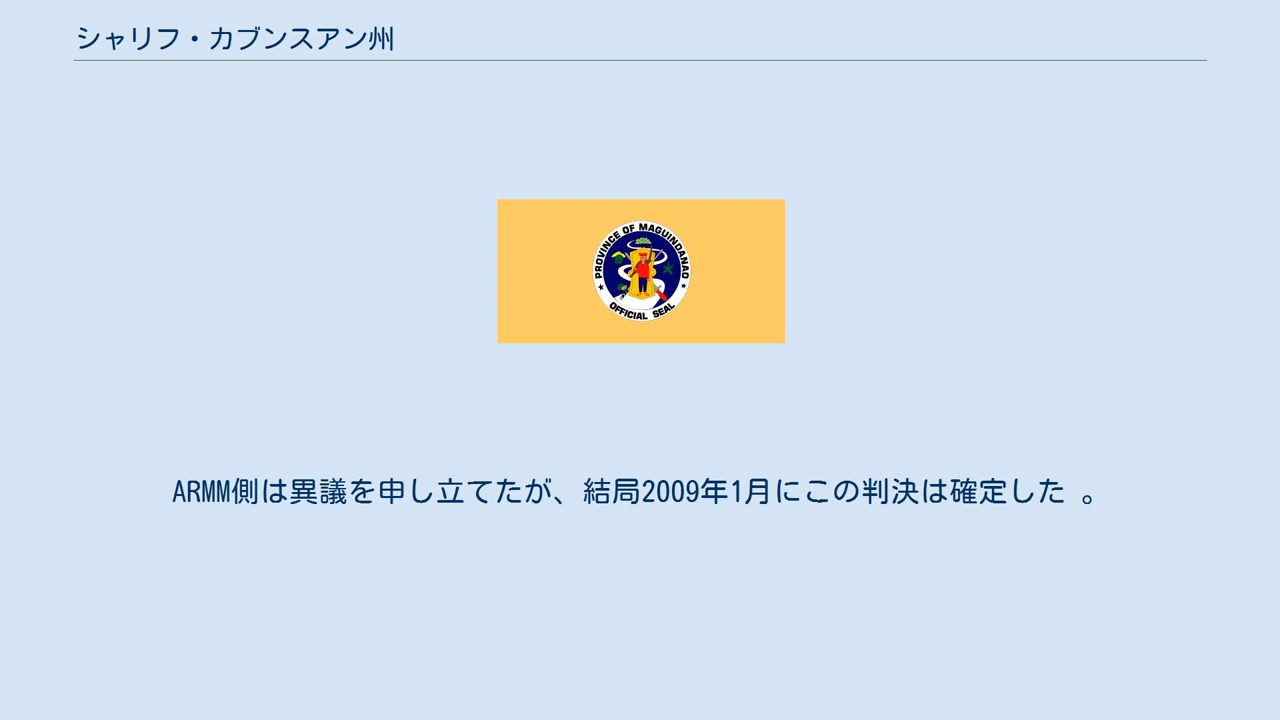 シャリフ・カブンスアン州
PROVINCE OF MAGUINDANAO
OFFICIAL SEAL
ARMM側は異議を申し立てたが、結局2009年1月にこの判決は確定した 。